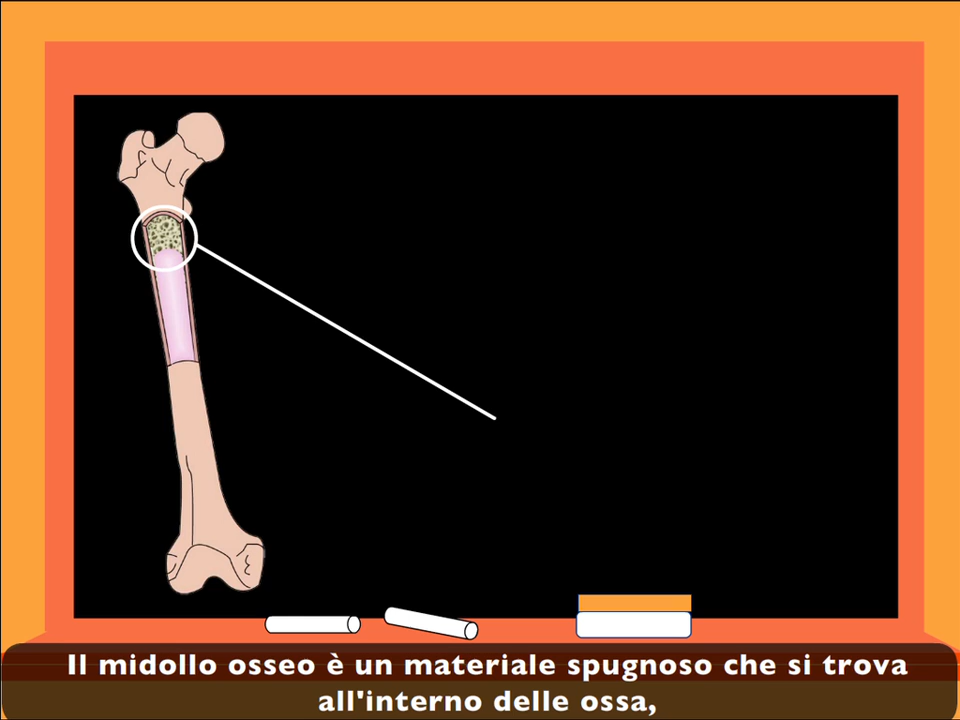 Il midollo osseo è un materiale spugnoso che si trova
all'interno delle ossa,